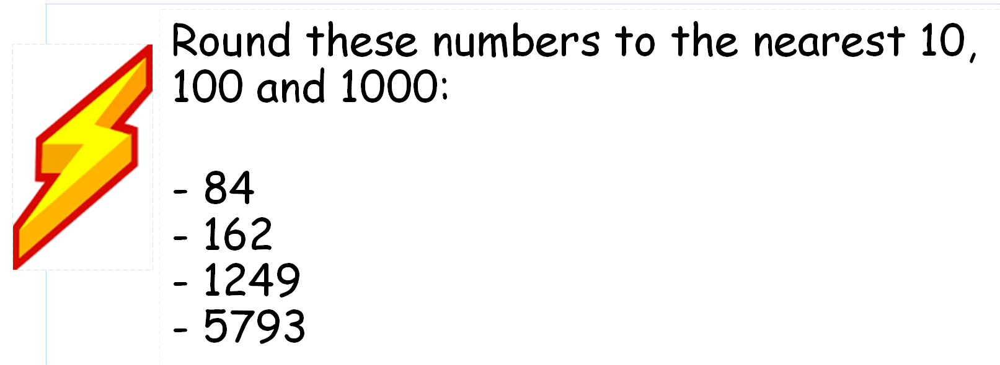 Round these numbers to the nearest 10,
100 and 1000:
- 84
- 162
- 1249
- 5793